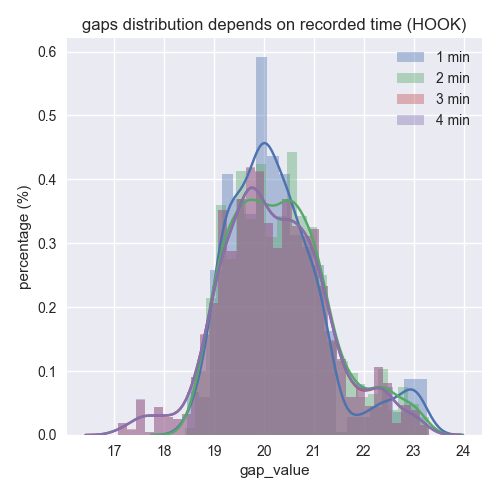 gaps distribution depends on recorded time (HOOK)
1 min
2 min
3 min
4 min
percentage (%)
0.6
0.5
0.4
0.3
0.2
0.1
0.0
17 18 19 20 21 22 23 24
gap_value